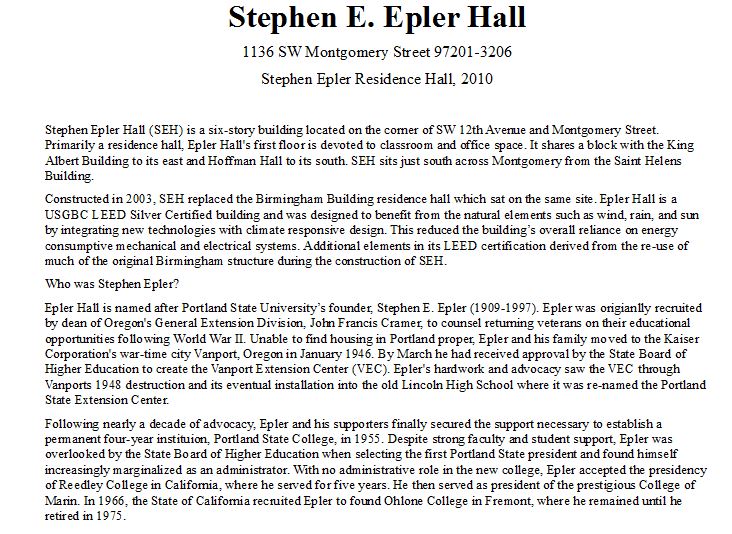 Stephen E. Epler Hall
1136 SW Montgomery Street 97201-3206
Stephen Epler Residence Hall, 2010
Stephen Epler Hall (SEH) is a six-story building located on the corner of SW 12th Avenue and Montgomery Street.
Primarily a residence hall, Epler Hall's first floor is devoted to classroom and office space. It shares a block with the King
Albert Building to its east and Hoffman Hall to its south. SEH sits just south across Montgomery from the Saint Helens
Building.
Constructed in 2003, SEH replaced the Birmingham Building residence hall which sat on the same site. Epler Hall is a
USGBC LEED Silver Certified building and was designed to benefit from the natural elements such as wind, rain, and sun
by integrating new technologies with climate responsive design. This reduced the building’s overall reliance on energy
consumptive mechanical and electrical systems. Additional elements in its LEED certification derived from the re-use of
much of the original Birmingham structure during the construction of SEH.
Who was Stephen Epler?
Epler Hall is named after Portland State University’s founder, Stephen E. Epler (1909-1997). Epler was origianlly recruited
by dean of Oregon's General Extension Division, John Francis Cramer, to counsel returning veterans on their educational
opportunities following World War II. Unable to find housing in Portland proper, Epler and his family moved to the Kaiser
Corporation's war-time city Vanport, Oregon in January 1946. By March he had received approval by the State Board of
Higher Education to create the Vanport Extension Center (VEC). Epler's hardwork and advocacy saw the VEC through
Vanports 1948 destruction and its eventual installation into the old Lincoln High School where it was re-named the Portland
State Extension Center.
Following nearly a decade of advocacy, Epler and his supporters finally secured the support necessary to establish a
permanent four-year instituiion, Portland State College, in 1955. Despite strong faculty and student support, Epler was
overlooked by the State Board of Higher Education when selecting the first Portland State president and found himself
increasingly marginalized as an administrator. With no administrative role in the new college, Epler accepted the presidency
of Reedley College in California, where he served for five years. He then served as president of the prestigious College of
Marin. In 1966, the State of California recruited Epler to found Ohlone College in Fremont, where he remained until he
retired in 1975.